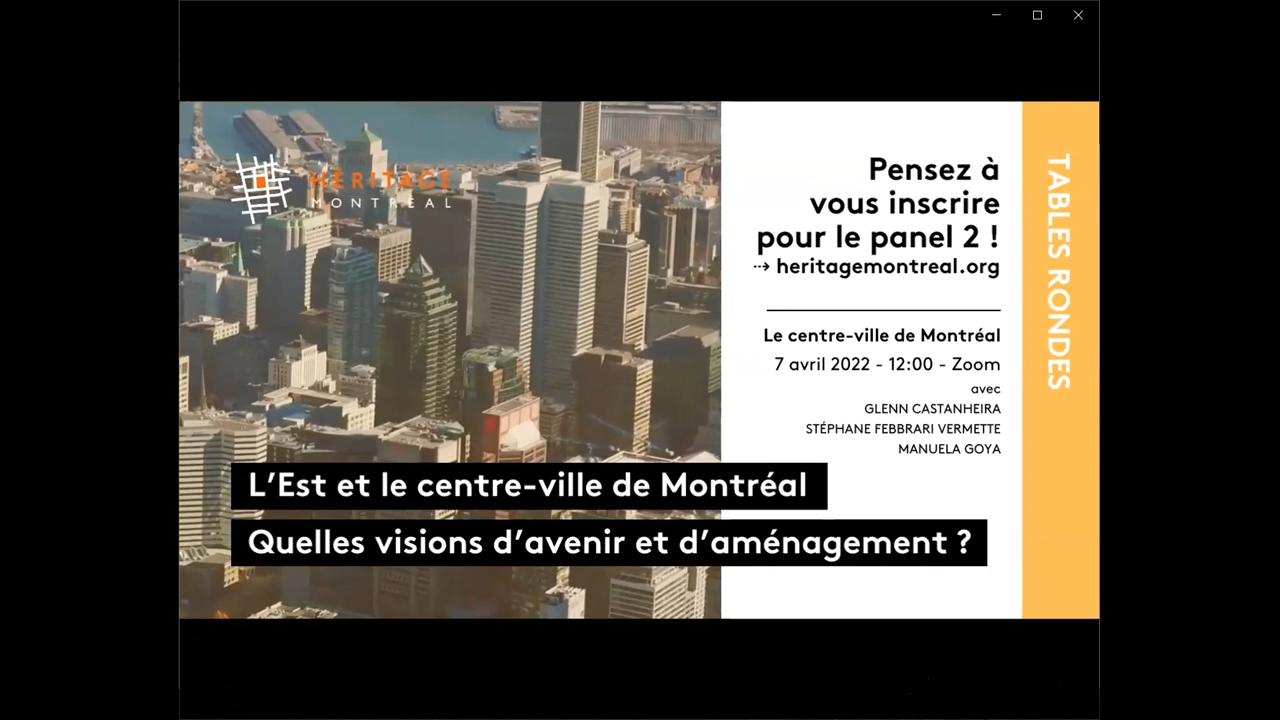 HÉRITAGE
MONTRÉAL
Pensez à
vous inscrire
pour le panel 2 !
⇢ heritagemontreal.org
Le centre-ville de Montréal
7 avril 2022 - 12:00 - Zoom
avec
GLENN CASTANHEIRA
STÉPHANE FEBBRARI VERMETTE
MANUELA GOYA
L’Est et le centre-ville de Montréal
Quelles visions d’avenir et d’aménagement ?
TABLES RONDES